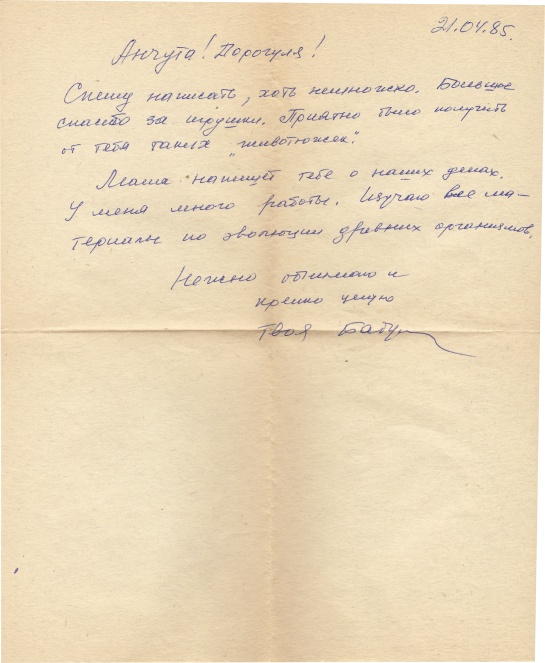 21.04.85.
Анчута! Дорогуля!
Спешу написать, хоть немножко. Большое
спасибо за игрушки. Приятно было получить
от тебя таких "животюжек".
Мама напишет тебе о наших делах.
У меня много работы. Изучаю все ма-
териалы по эволюции древних организмов.
Нежно обнимаю и
крепко целую
Твоя Бабу